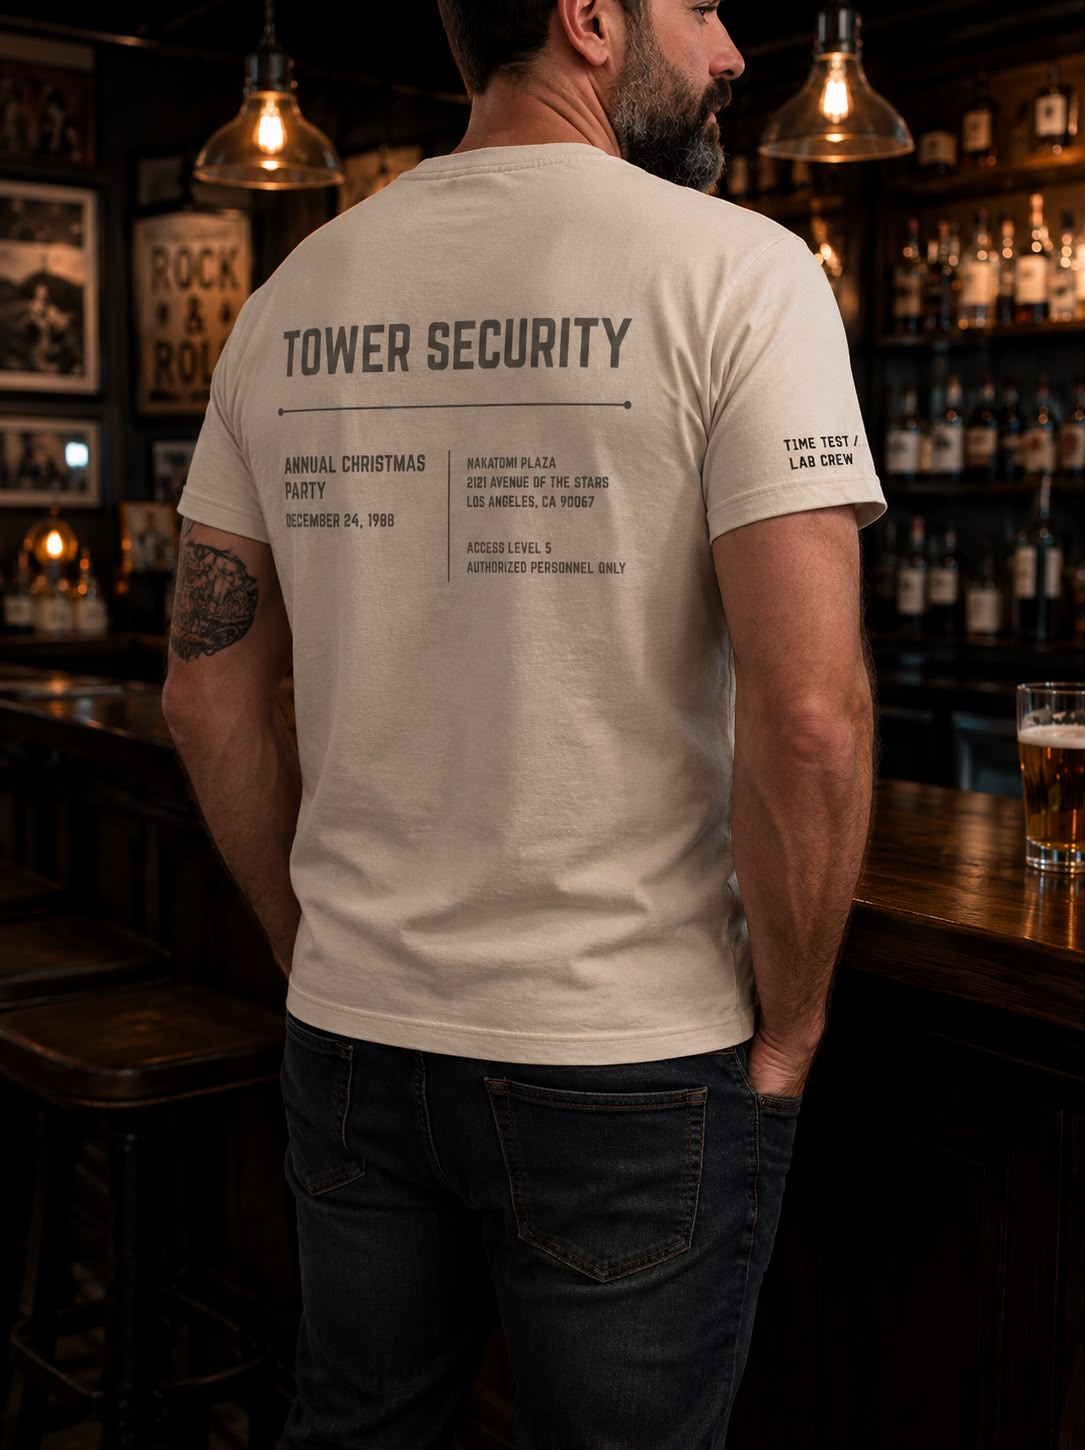 ROCK
&
ROLL
TOWER SECURITY
ANNUAL CHRISTMAS
PARTY
DECEMBER 24, 1988
NAKATOMI PLAZA
2121 AVENUE OF THE STARS
LOS ANGELES, CA 90067
ACCESS LEVEL 5
AUTHORIZED PERSONNEL ONLY
TIME TEST /
LAB CREW